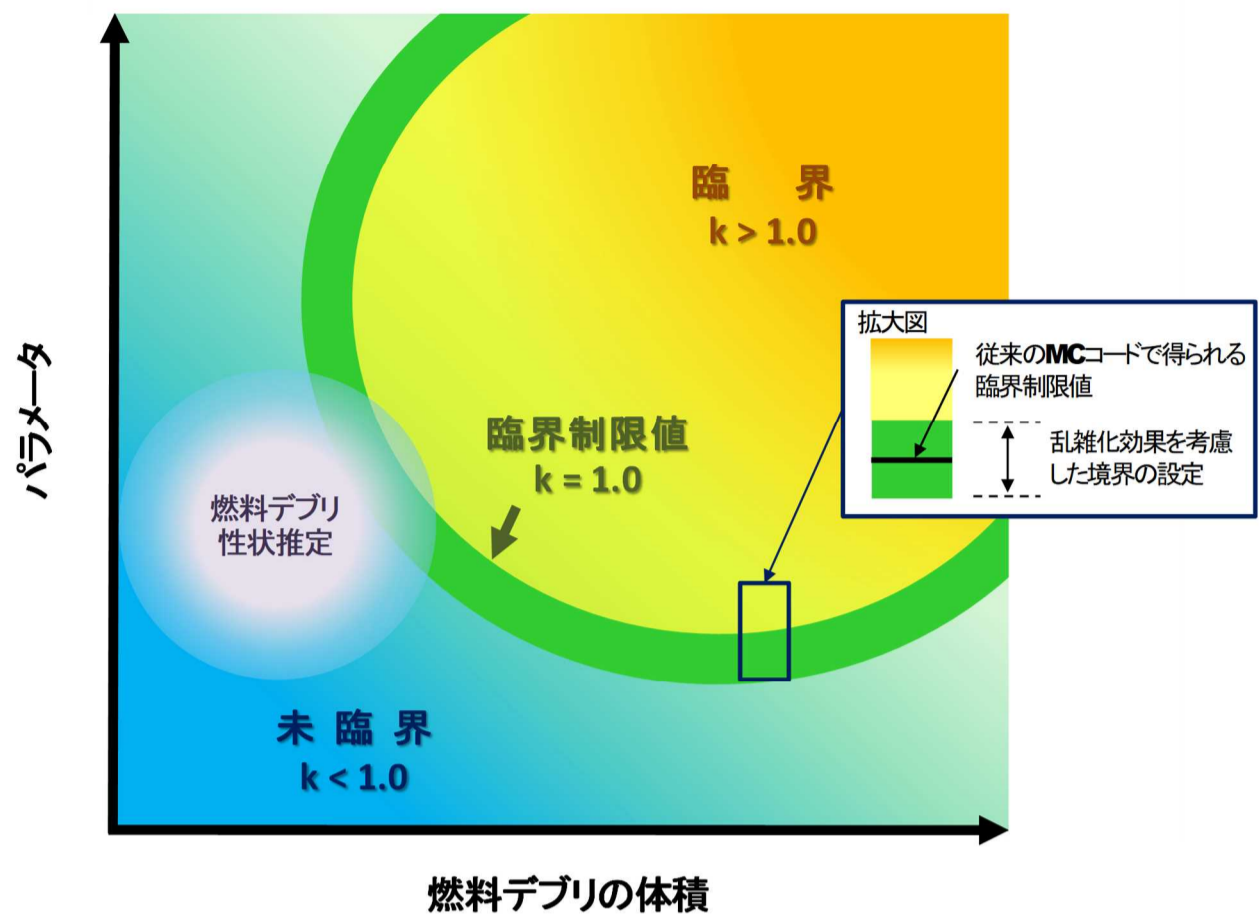 パラメータ
臨 界
k > 1.0
拡大図
従来のMCコードで得られる
臨界制限値
乱雑化効果を考慮
した境界の設定
臨界制限値
k = 1.0
燃料デブリ
性状推定
未 臨 界
k < 1.0
燃料デブリの体積